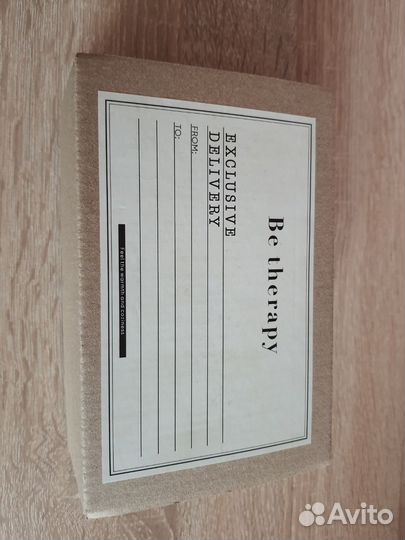 Be therapy
EXCLUSIVE
DELIVERY
FROM:
TO:
Feel the warmth and coziness
Avito